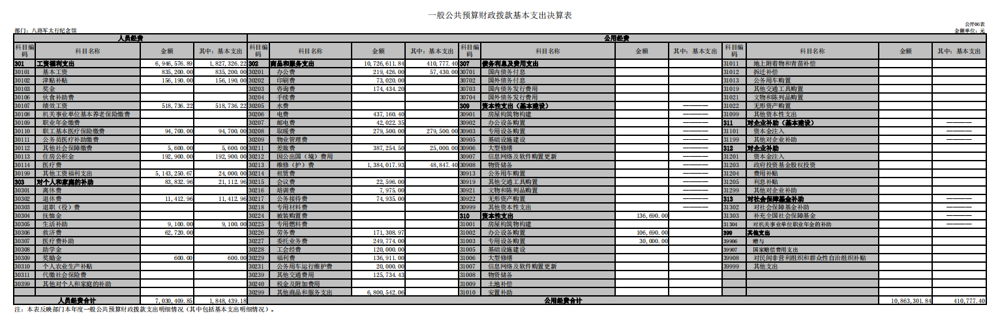 一般公共预算财政拨款基本支出决算表
公开06表
部门：八路军太行纪念馆 金额单位：元
人员经费 公用经费
科目编码 科目名称 金额 其中：基本支出 科目编码 科目名称 金额 其中：基本支出 科目编码 科目名称 金额 其中：基本支出 科目编码 科目名称 金额 其中：基本支出
301 工资福利支出 6,946,576.89 1,827,326.22 302 商品和服务支出 10,726,611.84 410,777.40 307 债务利息及费用支出 31011 地上附着物和青苗补偿
30101 基本工资 835,200.00 835,200.00 30201 办公费 219,426.00 57,430.00 30701 国内债务付息 31012 拆迁补偿
30102 津贴补贴 156,190.00 156,190.00 30202 印刷费 73,020.00 30702 国外债务付息 31013 公务用车购置
30103 奖金 30203 咨询费 174,434.20 30703 国内债务发行费用 31019 其他交通工具购置
30106 伙食补助费 30204 手续费 30704 国外债务发行费用 31021 文物和陈列品购置
30107 绩效工资 518,736.22 518,736.22 30205 水费 309 资本性支出（基本建设） ———— 31022 无形资产购置
30108 机关事业单位基本养老保险缴费 30206 电费 437,160.40 30901 房屋构筑物构建 ———— 31099 其他资本性支出
30109 职业年金缴费 30207 邮电费 42,022.35 30902 办公设备购置 ———— 311 对企业补助（基本建设） ————
30110 职工基本医疗保险缴费 94,700.00 94,700.00 30208 取暖费 279,500.00 279,500.00 30903 专用设备购置 ———— 31101 资本金注入 ————
30111 公务员医疗补助缴费 30209 物业管理费 30905 基础设施建设 ———— 31199 其他对企业补助 ————
30112 其他社会保障缴费 5,600.00 5,600.00 30211 差旅费 387,254.50 25,000.00 30906 大型修缮 ———— 312 对企业补助
30113 住房公积金 192,900.00 192,900.00 30212 因公出国（境）费用 30907 信息网络及软件购置更新 ———— 31201 资本金注入
30114 医疗费 30213 维修（护）费 1,384,017.93 48,847.40 30908 物资储备 ———— 31203 政府投资基金股权投资
30199 其他工资福利支出 5,143,250.67 24,000.00 30214 租赁费 30913 公务用车购置 ———— 31204 费用补贴
303 对个人和家庭的补助 83,832.96 21,112.96 30215 会议费 22,596.00 30919 其他交通工具购置 ———— 31205 利息补贴
30301 离休费 30216 培训费 7,975.00 30921 文物和陈列品购置 ———— 31299 其他对企业补助
30302 退休费 11,412.96 11,412.96 30217 公务接待费 74,935.00 30922 无形资产购置 ———— 313 对社会保障基金补助 ————
30303 退职（役）费 30218 专用材料费 30999 其他资本性支出 ———— 31302 对社会保障基金补助 ————
30304 抚恤金 30224 被装购置费 310 资本性支出 136,690.00 31303 补充全国社会保障基金 ————
30305 生活补助 9,100.00 9,100.00 30225 专用燃料费 31001 房屋构筑物构建 31304 对机关事业单位职业年金的补助 ————
30306 救济费 62,720.00 30226 劳务费 171,308.97 31002 办公设备购置 106,690.00 399 其他支出
30307 医疗费补助 30227 委托业务费 249,774.00 31003 专用设备购置 30,000.00 39906 赠与
30308 助学金 30228 工会经费 120,000.00 31005 基础设施建设 39907 国家赔偿费用支出
30309 奖励金 600.00 600.00 30229 福利费 136,911.00 31006 大型修缮 39908 对民间非营利组织和群众性自治组织补贴
30310 个人农业生产补贴 30231 公务用车运行维护费 20,000.00 31007 信息网络及软件购置更新 39999 其他支出
30311 代缴社会保险费 30239 其他交通费用 125,734.43 31008 物资储备
30399 其他对个人和家庭的补助 30240 税金及附加费用 31009 土地补偿
30299 其他商品和服务支出 6,800,542.06 31010 安置补助
人员经费合计 7,030,409.85 1,848,439.18 公用经费合计 10,863,301.84 410,777.40
注：本表反映部门本年度一般公共预算财政拨款支出明细情况（其中包括基本支出明细情况）。